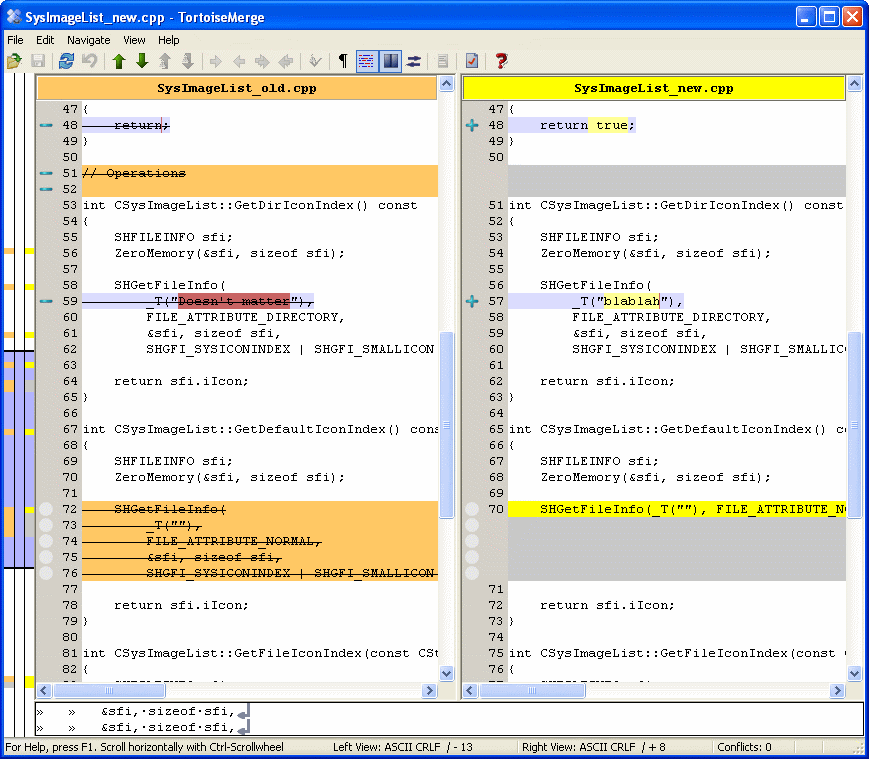 SysImageList_new.cpp - TortoiseMerge
File Edit Navigate View Help
SysImageList_old.cpp
47 {
48 return;
49 }
50
51 // Operations
52
53 int CSysImageList::GetDirIconIndex() const
54 {
55 SHFILEINFO sfi;
56 ZeroMemory(&sfi, sizeof sfi);
57
58 SHGetFileInfo(
59 _T("Doesn't matter"),
60 FILE_ATTRIBUTE_DIRECTORY,
61 &sfi, sizeof sfi,
62 SHGFI_SYSICONINDEX | SHGFI_SMALLICON
63
64 return sfi.iIcon;
65 }
66
67 int CSysImageList::GetDefaultIconIndex() cons
68 {
69 SHFILEINFO sfi;
70 ZeroMemory(&sfi, sizeof sfi);
71
72 SHGetFileInfo(
73 _T(""),
74 FILE_ATTRIBUTE_NORMAL,
75 &sfi, sizeof sfi,
76 SHGFI_SYSICONINDEX | SHGFI_SMALLICON
77
78 return sfi.iIcon;
79 }
80
81 int CSysImageList::GetFileIconIndex(const CSt
82 {
SysImageList_new.cpp
47 {
48 return true;
49 }
50
51 int CSysImageList::GetDirIconIndex() const
52 {
53 SHFILEINFO sfi;
54 ZeroMemory(&sfi, sizeof sfi);
55
56 SHGetFileInfo(
57 _T("blablah"),
58 FILE_ATTRIBUTE_DIRECTORY,
59 &sfi, sizeof sfi,
60 SHGFI_SYSICONINDEX | SHGFI_SMALLIC
61
62 return sfi.iIcon;
63 }
64
65 int CSysImageList::GetDefaultIconIndex() c
66 {
67 SHFILEINFO sfi;
68 ZeroMemory(&sfi, sizeof sfi);
69
70 SHGetFileInfo(_T(""), FILE_ATTRIBUTE_N
71
72 return sfi.iIcon;
73 }
74
75 int CSysImageList::GetFileIconIndex(const
76 {
» » &sfi,·sizeof·sfi,
» » &sfi,·sizeof·sfi,
For Help, press F1. Scroll horizontally with Ctrl-Scrollwheel Left View: ASCII CRLF / - 13 Right View: ASCII CRLF / + 8 Conflicts: 0